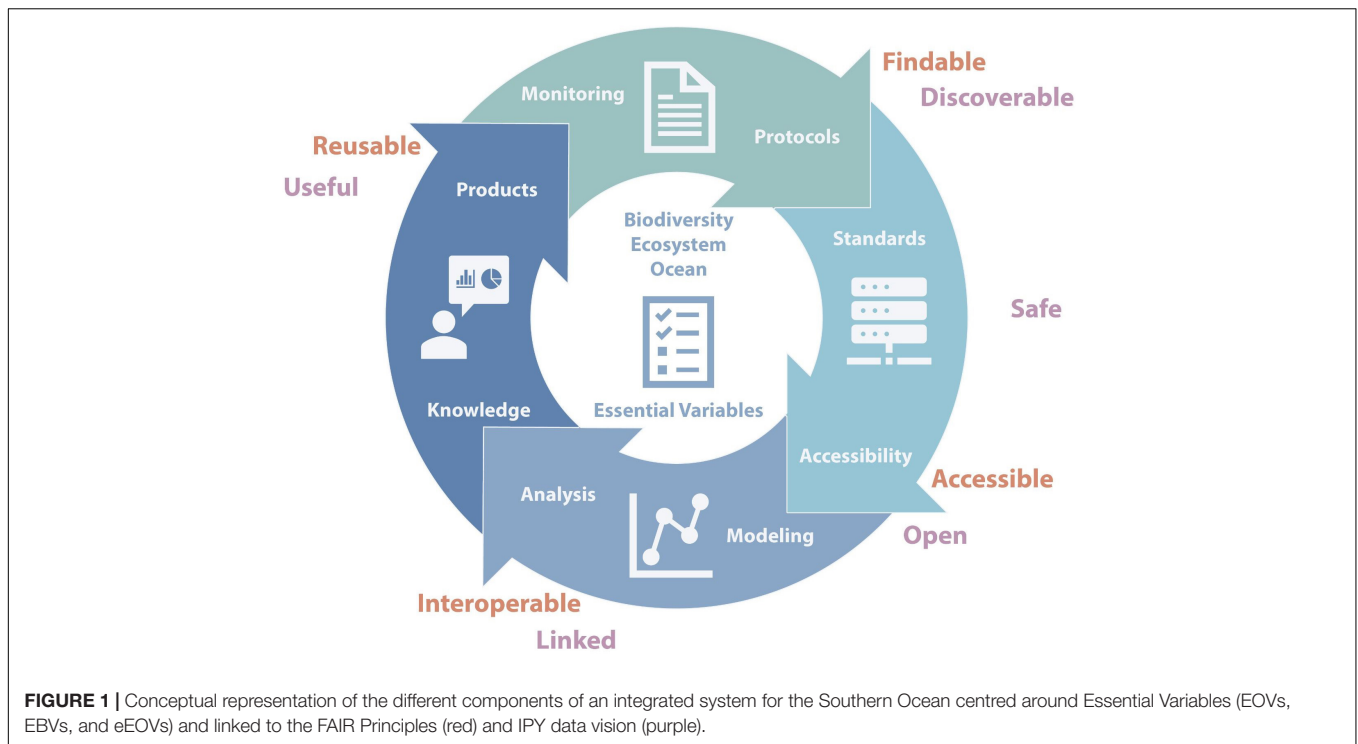 Findable
Discoverable
Monitoring
Protocols
Reusable
Useful
Products
Biodiversity
Ecosystem
Ocean
Standards
Safe
Essential Variables
Knowledge
Accessibility
Accessible
Analysis
Modeling
Open
Interoperable
Linked
FIGURE 1 | Conceptual representation of the different components of an integrated system for the Southern Ocean centred around Essential Variables (EOVs,
EBVs, and eEOVs) and linked to the FAIR Principles (red) and IPY data vision (purple).